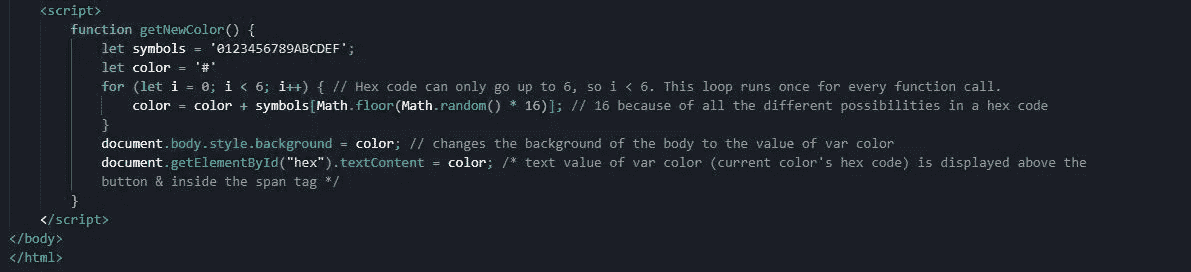 <script>
function getNewColor() {
let symbols = '0123456789ABCDEF';
let color = '#'
for (let i = 0; i < 6; i++) { // Hex code can only go up to 6, so i < 6. This loop runs once for every function call.
color = color + symbols[Math.floor(Math.random() * 16)]; // 16 because of all the different possibilities in a hex code
}
document.body.style.background = color; // changes the background of the body to the value of var color
document.getElementById("hex").textContent = color; /* text value of var color (current color's hex code) is displayed above the
button & inside the span tag */
}
</script>
</body>
</html>